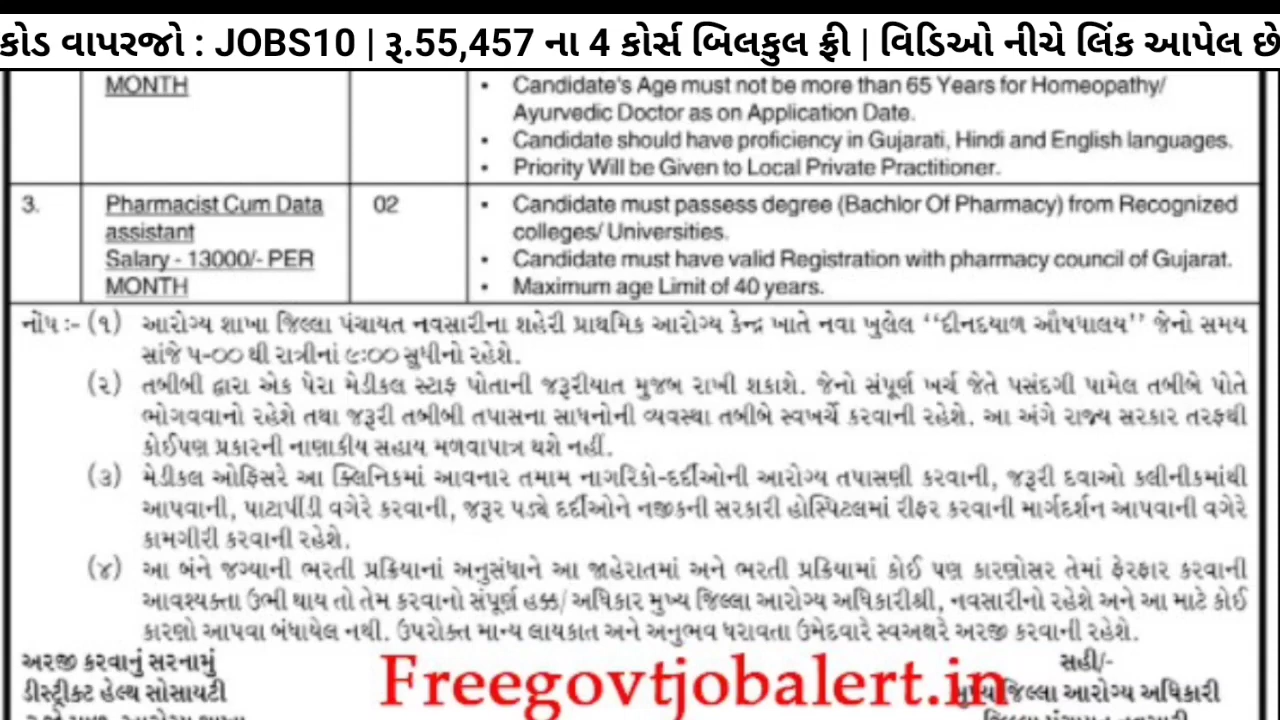 કોડ વાપરજો : JOBS10 | રૂ.55,457 ના 4 કોર્સ બિલકુલ ફ્રી | વિડિઓ નીચે લિંક આપેલ છે
MONTH
• Candidate's Age must not be more than 65 Years for Homeopathy/
Ayurvedic Doctor as on Application Date.
• Candidate should have proficiency in Gujarati, Hindi and English languages.
• Priority Will be Given to Local Private Practitioner.
3. Pharmacist Cum Data assistant Salary - 13000/- PER MONTH
02
• Candidate must passess degree (Bachlor Of Pharmacy) from Recognized
colleges/ Universities.
• Candidate must have valid Registration with pharmacy council of Gujarat.
• Maximum age Limit of 40 years.
નોંધ :- (૧) આરોગ્ય શાખા જિલ્લા પંચાયત નવસારીના શહેરી પ્રાથમિક આરોગ્ય કેન્દ્ર ખાતે નવા ખુલેલ ‘‘દીનદયાળ ઔષધાલય’’ જેનો સમય
સાંજે ૫-૦૦ થી રાત્રીનાં ૯:૦૦ સુધીનો રહેશે.
(૨) તબીબી દ્વારા એક પેરા મેડીકલ સ્ટાફ પોતાની જરૂરીયાત મુજબ રાખી શકાશે. જેનો સંપૂર્ણ ખર્ચ જેતે પસંદગી પામેલ તબીબે પોતે
ભોગવવાનો રહેશે તથા જરૂરી તબીબી તપાસના સાધનોની વ્યવસ્થા તબીબે સ્વખર્ચે કરવાની રહેશે. આ અંગે રાજ્ય સરકાર તરફથી
કોઈપણ પ્રકારની નાણાકીય સહાય મળવાપાત્ર થશે નહીં.
(૩) મેડીકલ ઓફિસરે આ ક્લિનિકમાં આવનાર તમામ નાગરિકો-દર્દીઓની આરોગ્ય તપાસણી કરવાની, જરૂરી દવાઓ કલીનીકમાંથી
આપવાની, પાટાપીંડી વગેરે કરવાની, જરૂર પડ્યે દર્દીઓને નજીકની સરકારી હોસ્પિટલમાં રીફર કરવાની માર્ગદર્શન આપવાની વગેરે
કામગીરી કરવાની રહેશે.
(૪) આ બંને જગ્યાની ભરતી પ્રક્રિયાનાં અનુસંધાને આ જાહેરાતમાં અને ભરતી પ્રકિયામાં કોઈ પણ કારણોસર તેમાં ફેરફાર કરવાની
આવશ્યક્તા ઉભી થાય તો તેમ કરવાનો સંપૂર્ણ હક્ક/ અધિકાર મુખ્ય જિલ્લા આરોગ્ય અધિકારીશ્રી, નવસારીનો રહેશે અને આ માટે કોઈ
કારણો આપવા બંધાયેલ નથી. ઉપરોક્ત માન્ય લાયકાત અને અનુભવ ધરાવતા ઉમેદવારે સ્વઅક્ષરે અરજી કરવાની રહેશે.
અરજી કરવાનું સરનામું
ડીસ્ટ્રીક્ટ હેલ્થ સોસાયટી
Freegovtjobalert.in
સહી/-
મુખ્ય જિલ્લા આરોગ્ય અધિકારી